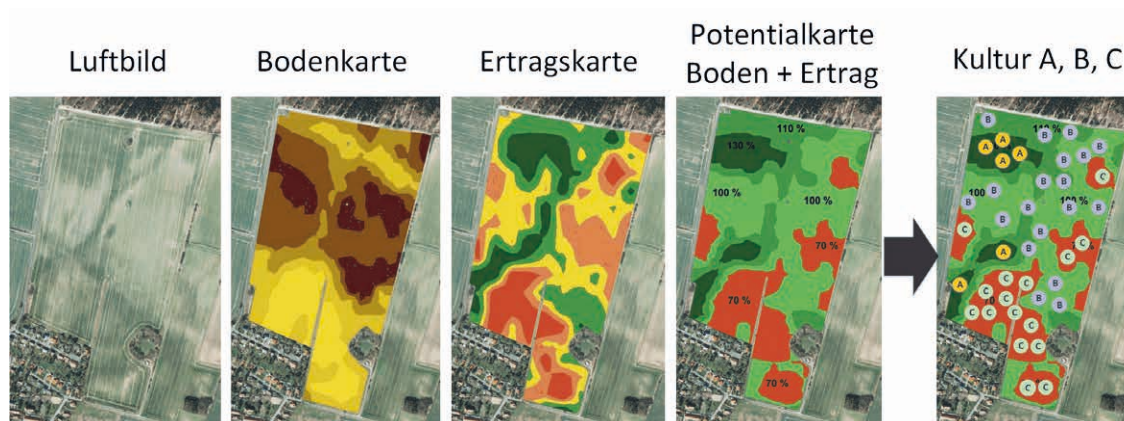 Luftbild
Bodenkarte
Ertragskarte
Potentialkarte
Boden + Ertrag
Kultur A, B, C
110 %
130 %
100 %
100 %
70 %
70 %
70 %
B
B
B
B
B
B
A
A
A
A
B
B
B
C
100
B
B
B
B
B
B
C
B
C
C
A
A
C
C
C
C
B
B
B
C
C
C
C
C
C
C
C
C